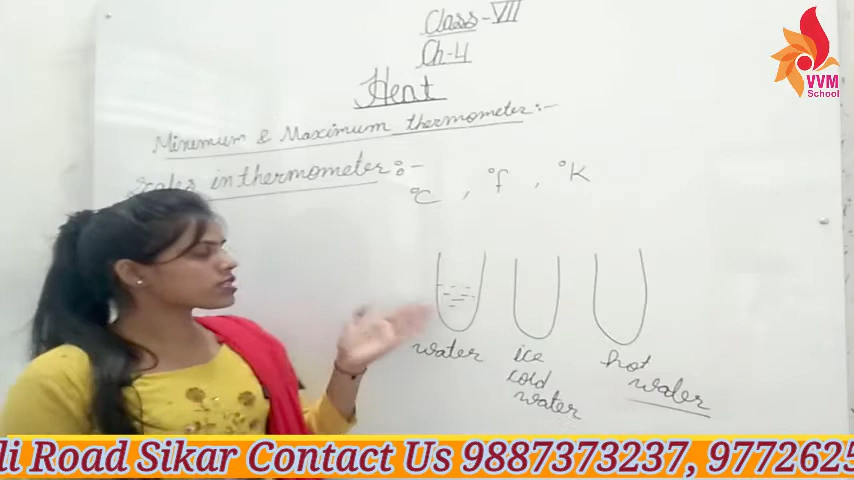 Class-VII
Ch-4
Heat
Minimum & Maximum thermometer:-
Scales in thermometer:-
°C , °f , °K
water
ice
cold
water
hot
water
VVM
School
li Road Sikar Contact Us 9887373237, 9772625